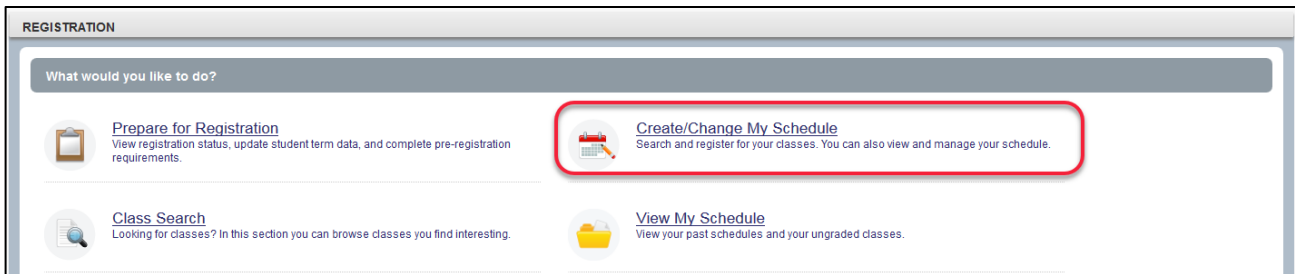 REGISTRATION
What would you like to do?
Prepare for Registration
View registration status, update student term data, and complete pre-registration
requirements.
Create/Change My Schedule
Search and register for your classes. You can also view and manage your schedule.
Class Search
Looking for classes? In this section you can browse classes you find interesting.
View My Schedule
View your past schedules and your ungraded classes.